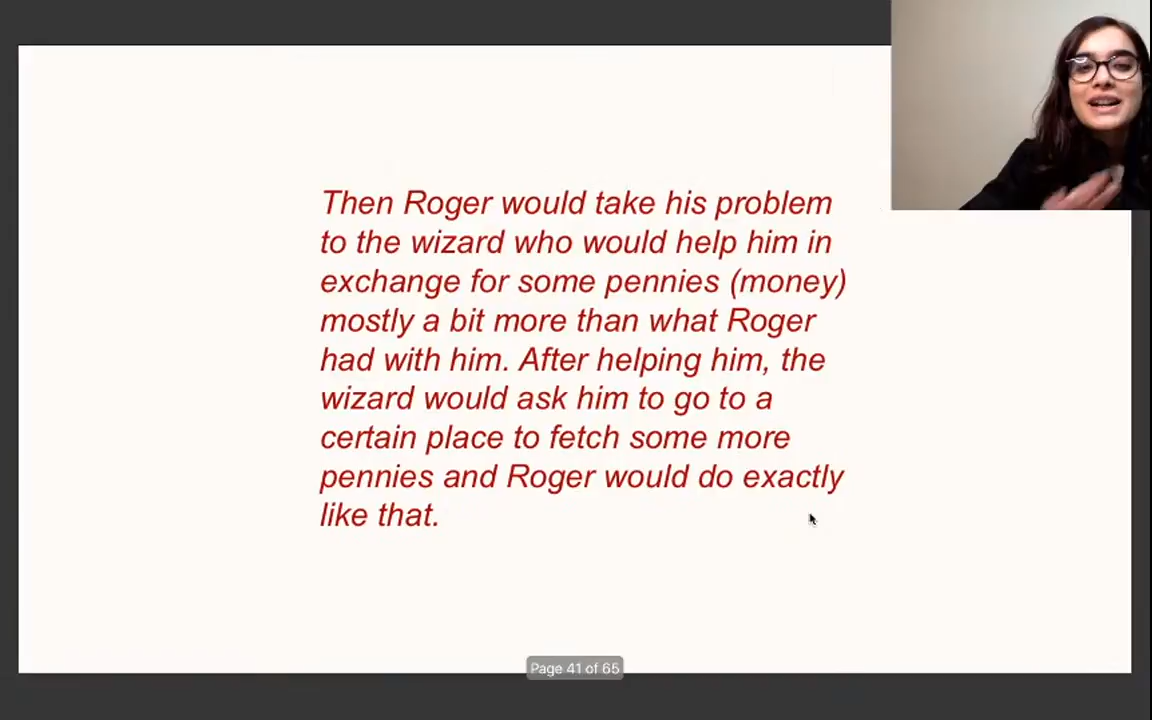 Then Roger would take his problem
to the wizard who would help him in
exchange for some pennies (money)
mostly a bit more than what Roger
had with him. After helping him, the
wizard would ask him to go to a
certain place to fetch some more
pennies and Roger would do exactly
like that.
Page 41 of 65